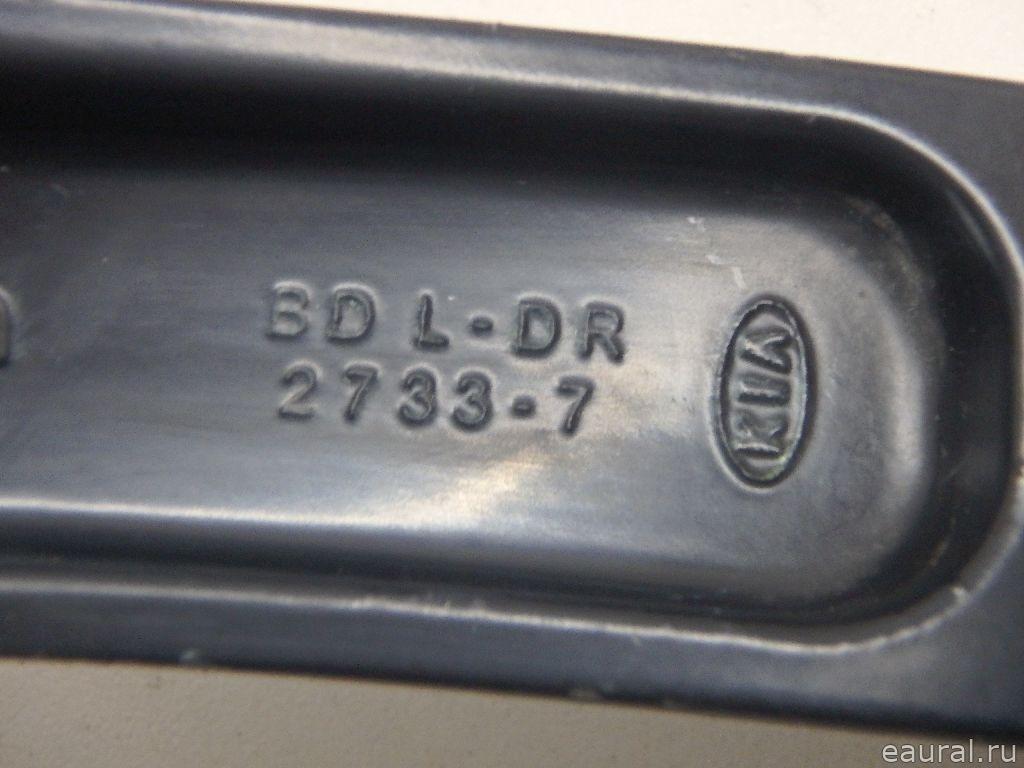 BD L-DR
2733-7
KIA
eaural.ru